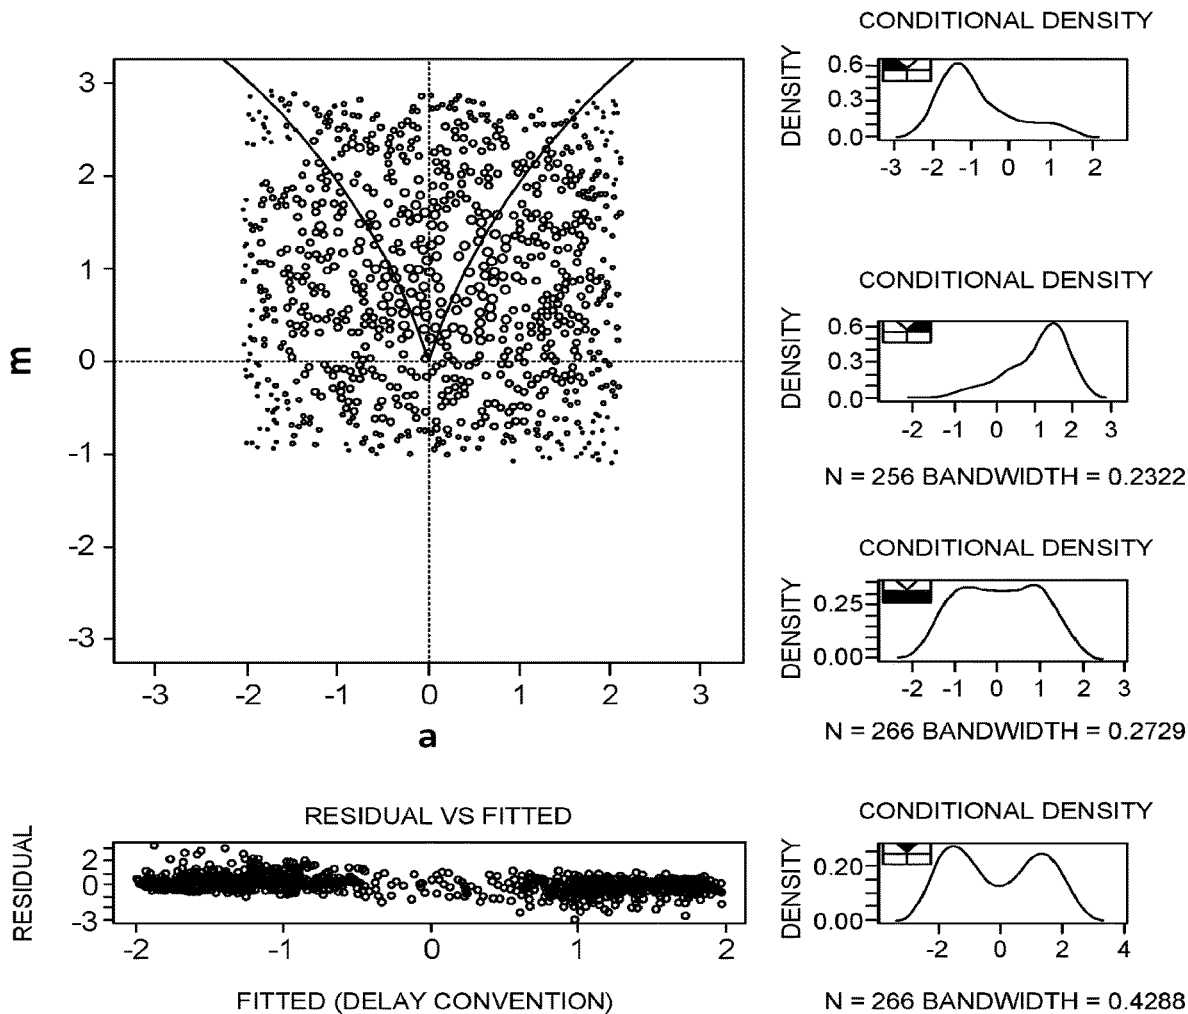 3
2
1
0
-1
-2
-3
m
-3 -2 -1 0 1 2 3
a
RESIDUAL VS FITTED
RESIDUAL
2
0
-3
-2 -1 0 1 2
FITTED (DELAY CONVENTION)
CONDITIONAL DENSITY
DENSITY
0.6
0.3
0.0
-3 -2 -1 0 1 2
CONDITIONAL DENSITY
DENSITY
0.6
0.3
0.0
-2 -1 0 1 2 3
N = 256 BANDWIDTH = 0.2322
CONDITIONAL DENSITY
DENSITY
0.25
0.00
-2 -1 0 1 2 3
N = 266 BANDWIDTH = 0.2729
CONDITIONAL DENSITY
DENSITY
0.20
0.00
-2 0 2 4
N = 266 BANDWIDTH = 0.4288